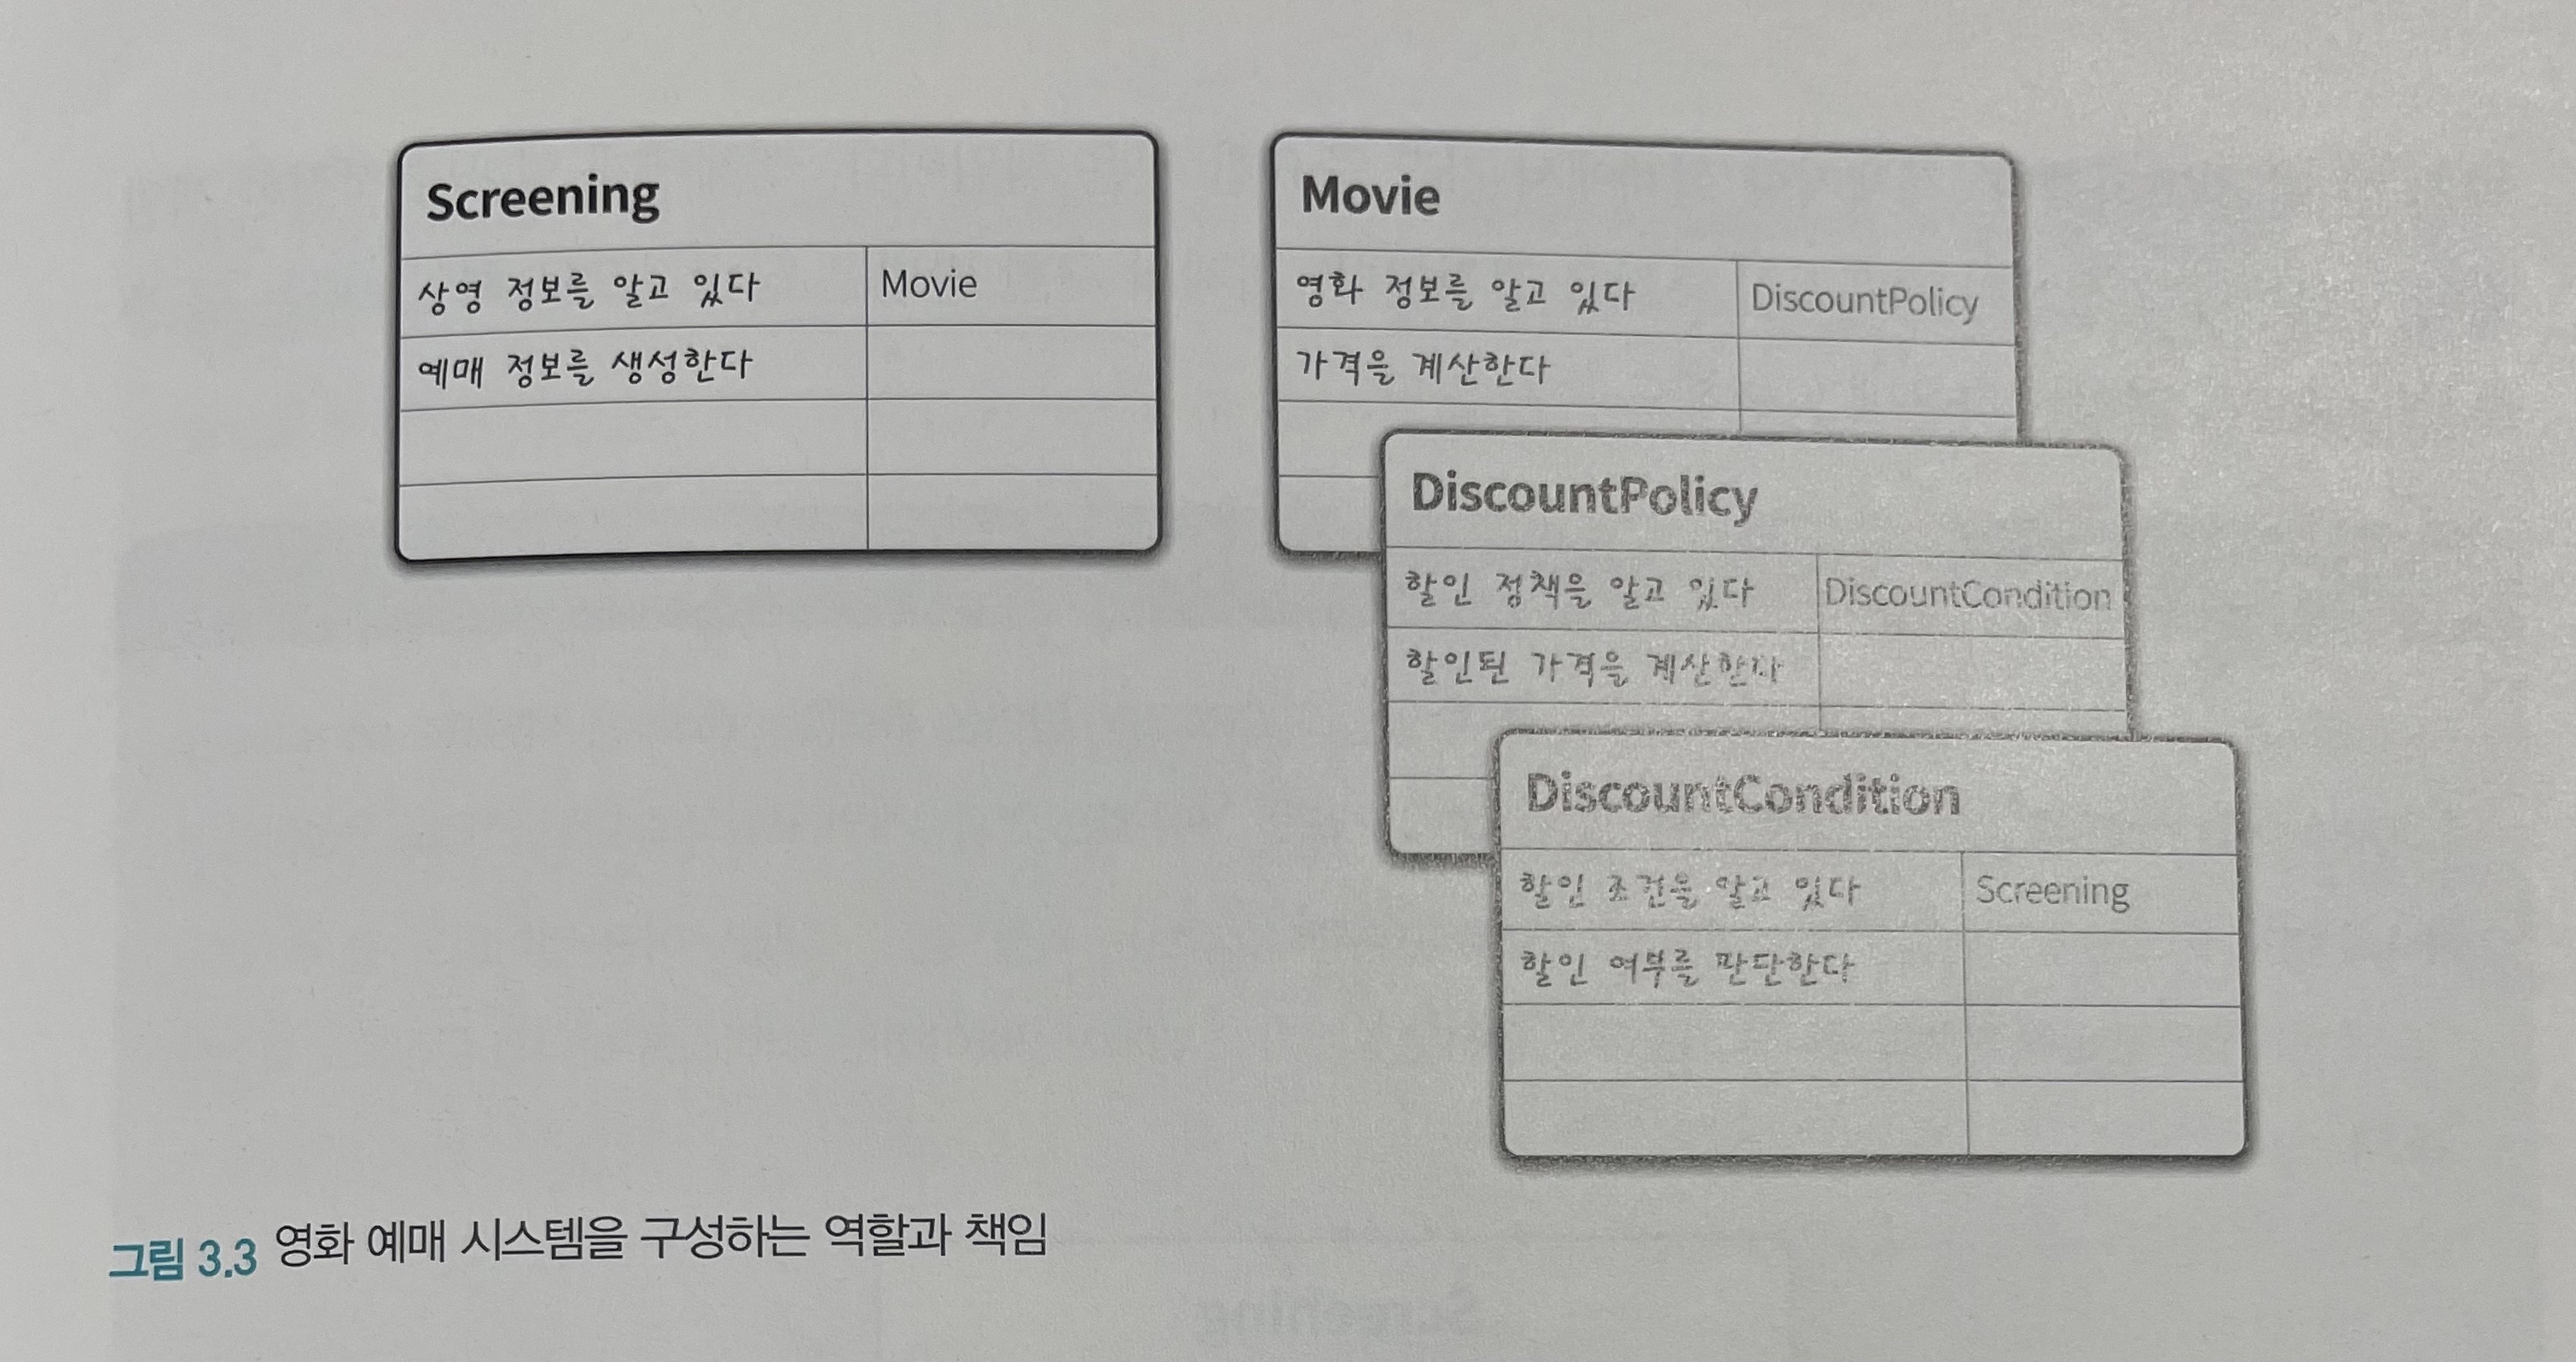 Screening
상영 정보를 알고 있다 Movie
예매 정보를 생성한다
Movie
영화 정보를 알고 있다 DiscountPolicy
가격을 계산한다
DiscountPolicy
할인 정책을 알고 있다 DiscountCondition
할인된 가격을 계산한다
DiscountCondition
할인 조건을 알고 있다 Screening
할인 여부를 판단한다
그림 3.3 영화 예매 시스템을 구성하는 역할과 책임